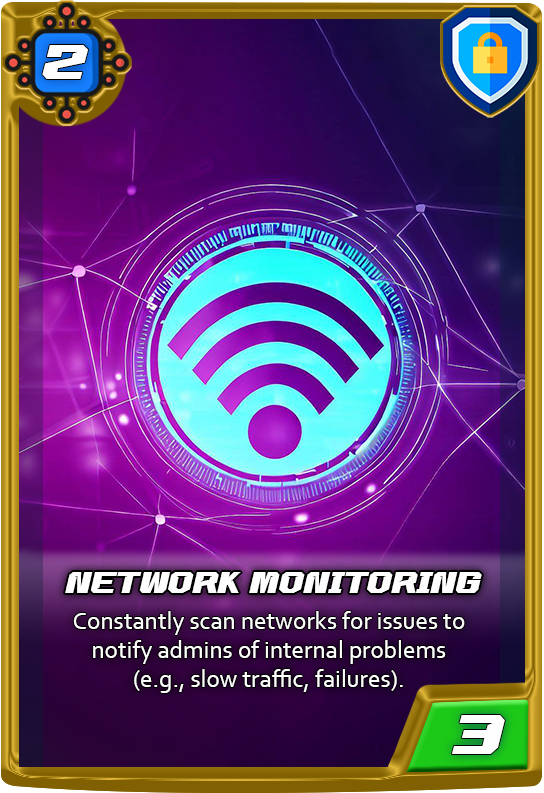 2
NETWORK MONITORING
Constantly scan networks for issues to
notify admins of internal problems
(e.g., slow traffic, failures).
3